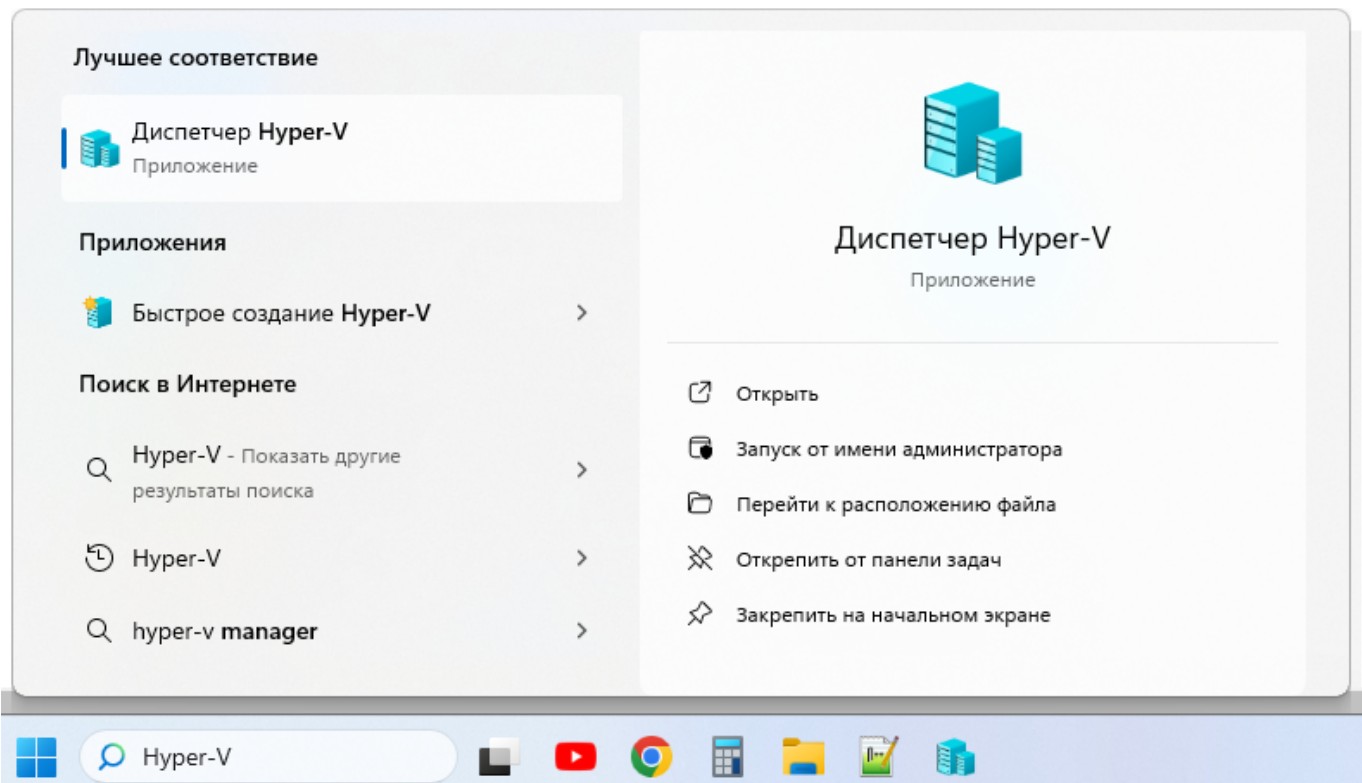 Лучшее соответствие
Диспетчер Hyper-V
Приложение
Приложения
Быстрое создание Hyper-V
Поиск в Интернете
Hyper-V - Показать другие
результаты поиска
Hyper-V
hyper-v manager
Диспетчер Hyper-V
Приложение
Открыть
Запуск от имени администратора
Перейти к расположению файла
Открепить от панели задач
Закрепить на начальном экране
Hyper-V